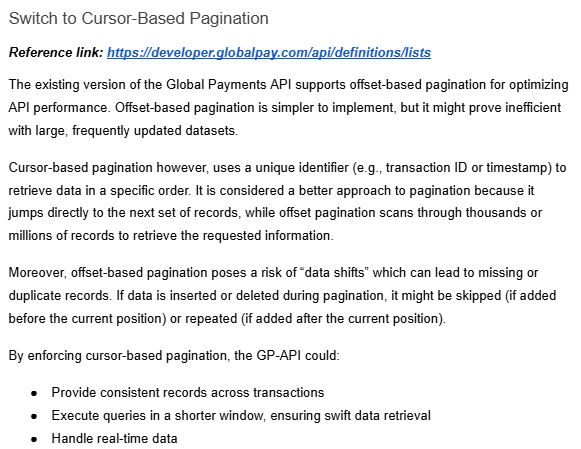 Switch to Cursor-Based Pagination
Reference link: https://developer.globalpay.com/api/definitions/lists
The existing version of the Global Payments API supports offset-based pagination for optimizing
API performance. Offset-based pagination is simpler to implement, but it might prove inefficient
with large, frequently updated datasets.
Cursor-based pagination however, uses a unique identifier (e.g., transaction ID or timestamp) to
retrieve data in a specific order. It is considered a better approach to pagination because it
jumps directly to the next set of records, while offset pagination scans through thousands or
millions of records to retrieve the requested information.
Moreover, offset-based pagination poses a risk of “data shifts” which can lead to missing or
duplicate records. If data is inserted or deleted during pagination, it might be skipped (if added
before the current position) or repeated (if added after the current position).
By enforcing cursor-based pagination, the GP-API could:
● Provide consistent records across transactions
● Execute queries in a shorter window, ensuring swift data retrieval
● Handle real-time data